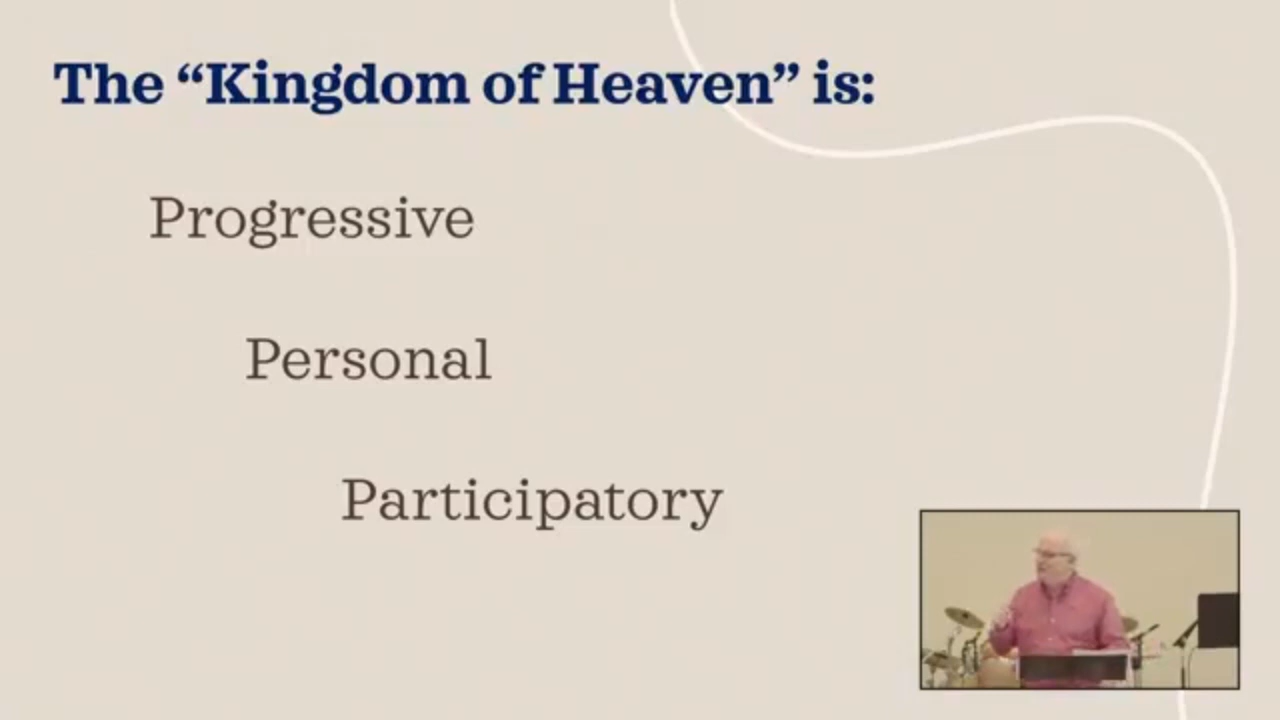 The “Kingdom of Heaven” is:
Progressive
Personal
Participatory